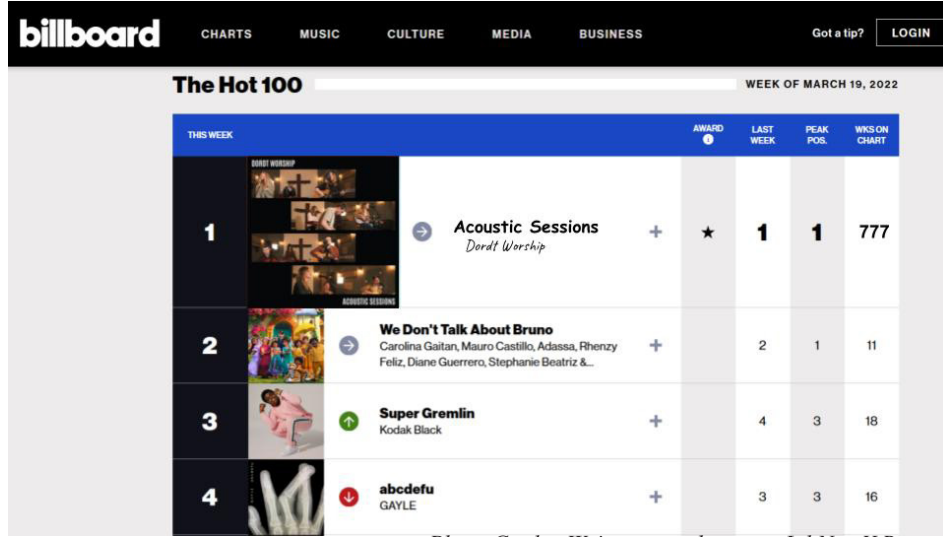 billboard CHARTS MUSIC CULTURE MEDIA BUSINESS Got a tip? LOGIN
The Hot 100 WEEK OF MARCH 19, 2022
THIS WEEK AWARD LAST WEEK PEAK POS. WKS ON CHART
DORDT WORSHIP
1 Acoustic Sessions + ★ 1 1 777
Dordt Worship
ACOUSTIC SESSIONS
2 We Don't Talk About Bruno + 2 1 11
Carolina Gaitan, Mauro Castillo, Adassa, Rhenzy
Feliz, Diane Guerrero, Stephanie Beatriz &...
3 Super Gremlin + 4 3 18
Kodak Black
4 abcdefu + 3 3 16
GAYLE